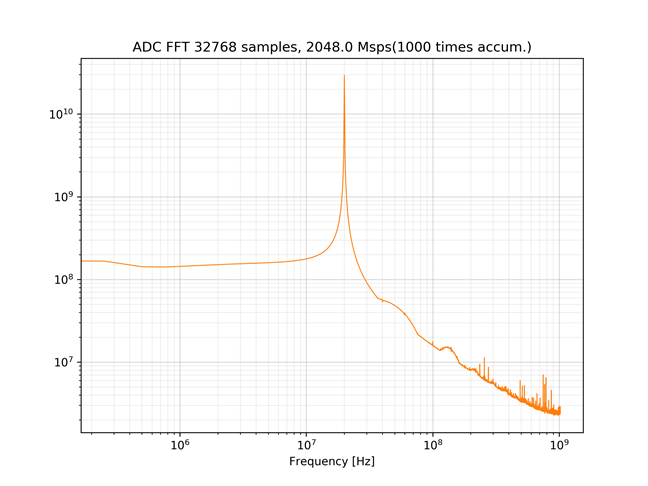 ADC FFT 32768 samples, 2048.0 Msps(1000 times accum.)
10¹⁰
10⁹
10⁸
10⁷
10⁶ 10⁷ 10⁸ 10⁹
Frequency [Hz]